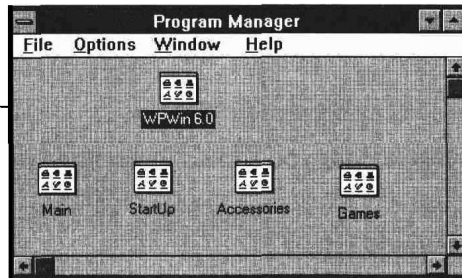 Program Manager
File Options Window Help
WPWin 6.0
Main StartUp Accessories Games